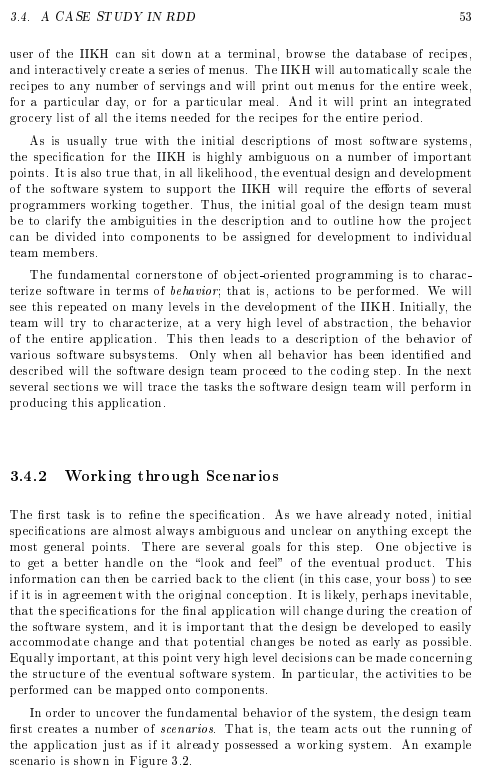 3.4. A CASE STUDY IN RDD 53
user of the IIKH can sit down at a terminal, browse the database of recipes,
and interactively create a series of menus. The IIKH will automatically scale the
recipes to any number of servings and will print out menus for the entire week,
for a particular day, or for a particular meal. And it will print an integrated
grocery list of all the items needed for the recipes for the entire period.
As is usually true with the initial descriptions of most software systems,
the specification for the IIKH is highly ambiguous on a number of important
points. It is also true that, in all likelihood, the eventual design and development
of the software system to support the IIKH will require the efforts of several
programmers working together. Thus, the initial goal of the design team must
be to clarify the ambiguities in the description and to outline how the project
can be divided into components to be assigned for development to individual
team members.
The fundamental cornerstone of object-oriented programming is to charac-
terize software in terms of behavior; that is, actions to be performed. We will
see this repeated on many levels in the development of the IIKH. Initially, the
team will try to characterize, at a very high level of abstraction, the behavior
of the entire application. This then leads to a description of the behavior of
various software subsystems. Only when all behavior has been identified and
described will the software design team proceed to the coding step. In the next
several sections we will trace the tasks the software design team will perform in
producing this application.
3.4.2 Working through Scenarios
The first task is to refine the specification. As we have already noted, initial
specifications are almost always ambiguous and unclear on anything except the
most general points. There are several goals for this step. One objective is
to get a better handle on the “look and feel” of the eventual product. This
information can then be carried back to the client (in this case, your boss) to see
if it is in agreement with the original conception. It is likely, perhaps inevitable,
that the specifications for the final application will change during the creation of
the software system, and it is important that the design be developed to easily
accommodate change and that potential changes be noted as early as possible.
Equally important, at this point very high level decisions can be made concerning
the structure of the eventual software system. In particular, the activities to be
performed can be mapped onto components.
In order to uncover the fundamental behavior of the system, the design team
first creates a number of scenarios. That is, the team acts out the running of
the application just as if it already possessed a working system. An example
scenario is shown in Figure 3.2.